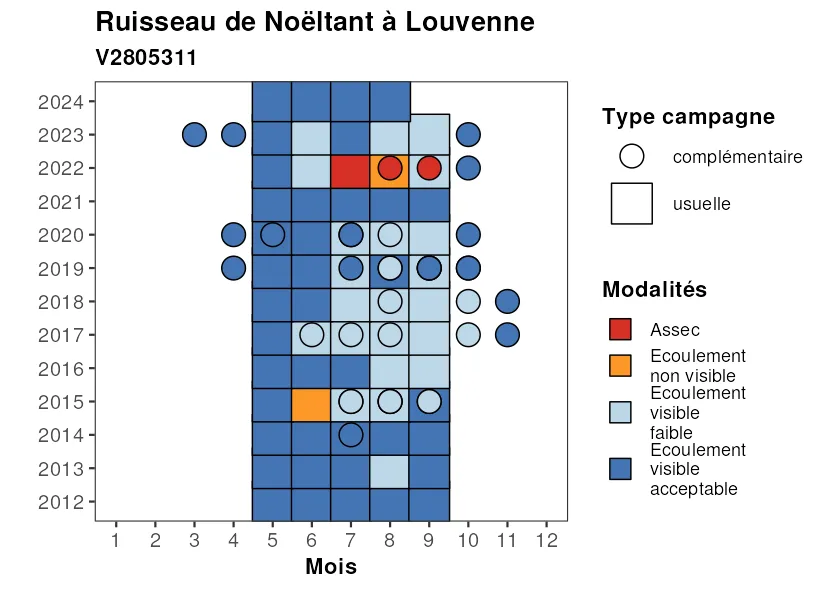 Ruisseau de Noëltant à Louvenne
V2805311
2024
2023
2022
2021
2020
2019
2018
2017
2016
2015
2014
2013
2012
1 2 3 4 5 6 7 8 9 10 11 12
Mois
Type campagne
complémentaire
usuelle
Modalités
Assec
Ecoulement
non visible
Ecoulement
visible
faible
Ecoulement
visible
acceptable